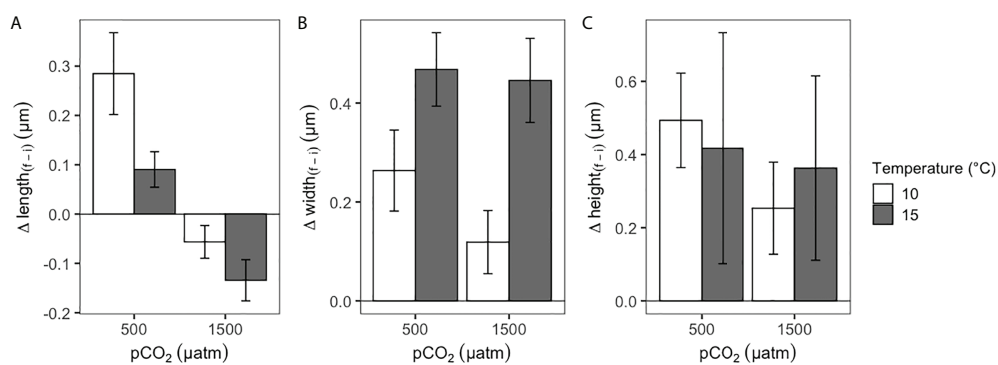 A
Δ length(f – i) (µm)
0.3
0.2
0.1
0.0
-0.1
-0.2
500
1500
pCO2 (µatm)
B
Δ width(f – i) (µm)
0.4
0.2
0.0
500
1500
pCO2 (µatm)
C
Δ height(f – i) (µm)
0.6
0.4
0.2
0.0
500
1500
pCO2 (µatm)
Temperature (°C)
10
15